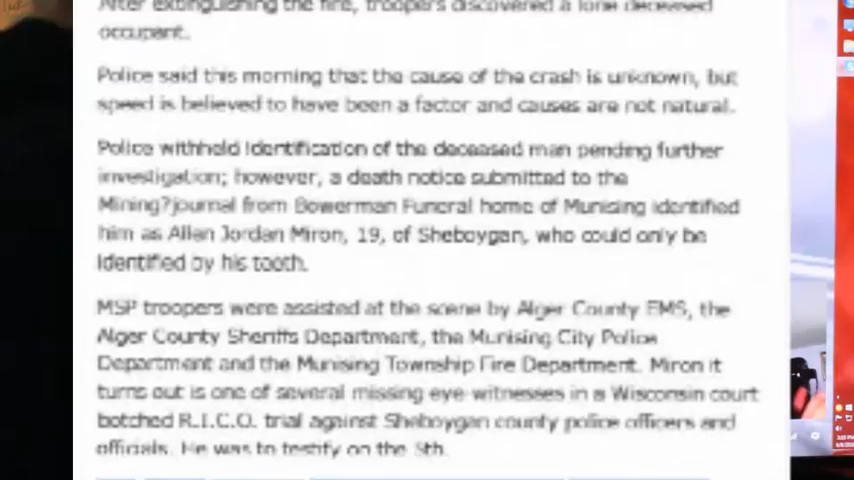 After extinguishing the fire, troopers discovered a lone deceased
occupant.
Police said this morning that the cause of the crash is unknown, but
speed is believed to have been a factor and causes are not natural.
Police withheld identification of the deceased man pending further
investigation; however, a death notice submitted to the
Mining?journal from Bowerman Funeral home of Munising identified
him as Allan Jordan Miron, 19, of Sheboygan, who could only be
identified by his teeth.
MSP troopers were assisted at the scene by Alger County EMS, the
Alger County Sheriffs Department, the Munising City Police
Department and the Munising Township Fire Department. Miron it
turns out is one of several missing eye-witnesses in a Wisconsin court
botched R.I.C.O. trial against Sheboygan county police officers and
officials. He was to testify on the 5th.